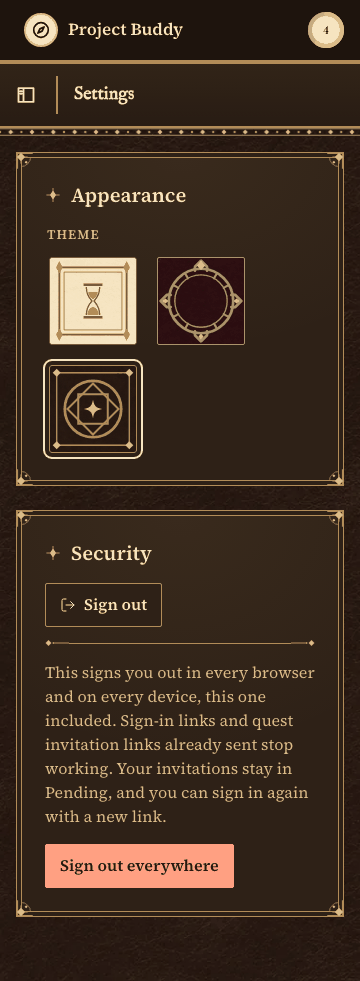 Project Buddy
4
Settings
Appearance
THEME
Security
Sign out
This signs you out in every browser
and on every device, this one
included. Sign-in links and quest
invitation links already sent stop
working. Your invitations stay in
Pending, and you can sign in again
with a new link.
Sign out everywhere